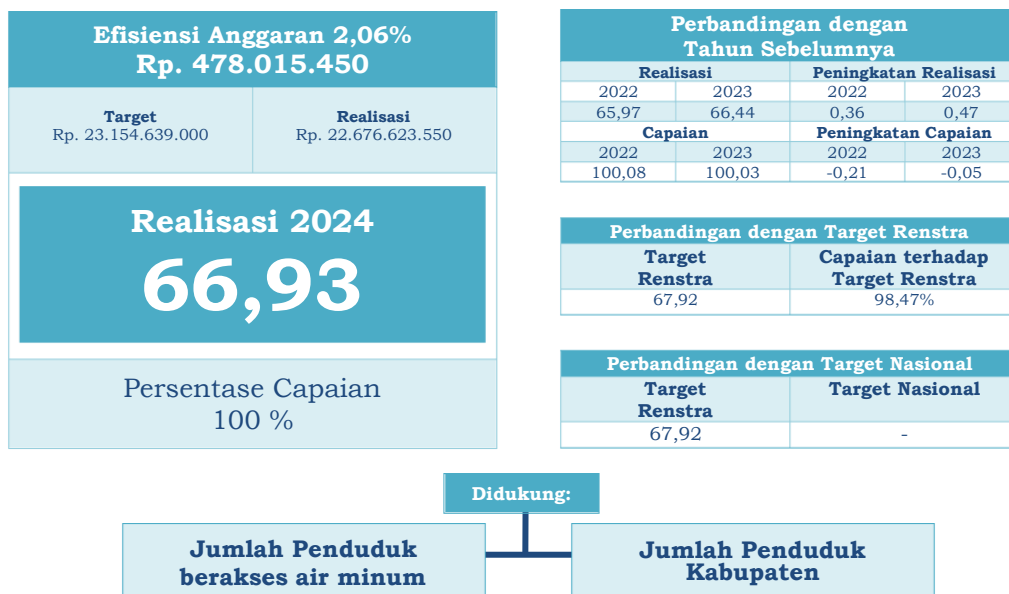 Efisiensi Anggaran 2,06%
Rp. 478.015.450
Target
Rp. 23.154.639.000
Realisasi
Rp. 22.676.623.550
Realisasi 2024
66,93
Persentase Capaian
100 %
Perbandingan dengan
Tahun Sebelumnya
Realisasi Peningkatan Realisasi
2022 2023 2022 2023
65,97 66,44 0,36 0,47
Capaian Peningkatan Capaian
2022 2023 2022 2023
100,08 100,03 -0,21 -0,05
Perbandingan dengan Target Renstra
Target Capaian terhadap
Renstra Target Renstra
67,92 98,47%
Perbandingan dengan Target Nasional
Target Target Nasional
Renstra
67,92 -
Didukung:
Jumlah Penduduk
berakses air minum
Jumlah Penduduk
Kabupaten